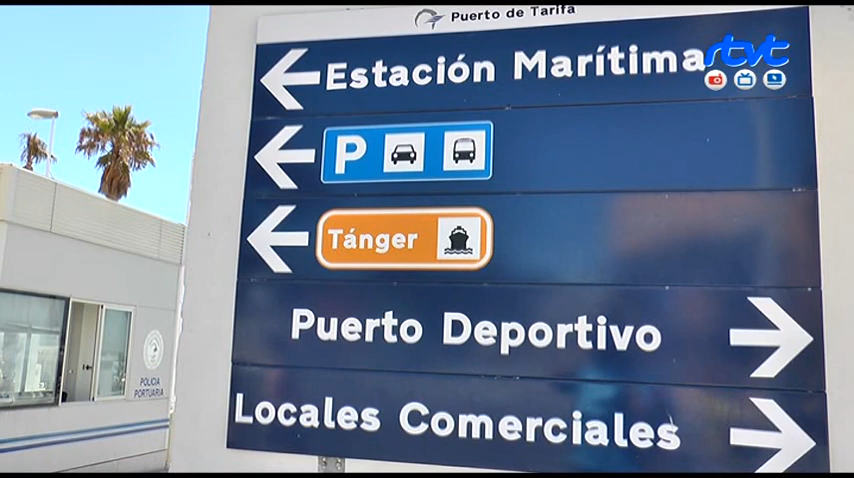 Puerto de Tarifa
rtvt
Estación Marítima
P
Tánger
Puerto Deportivo
Locales Comerciales
POLICIA
PORTUARIA